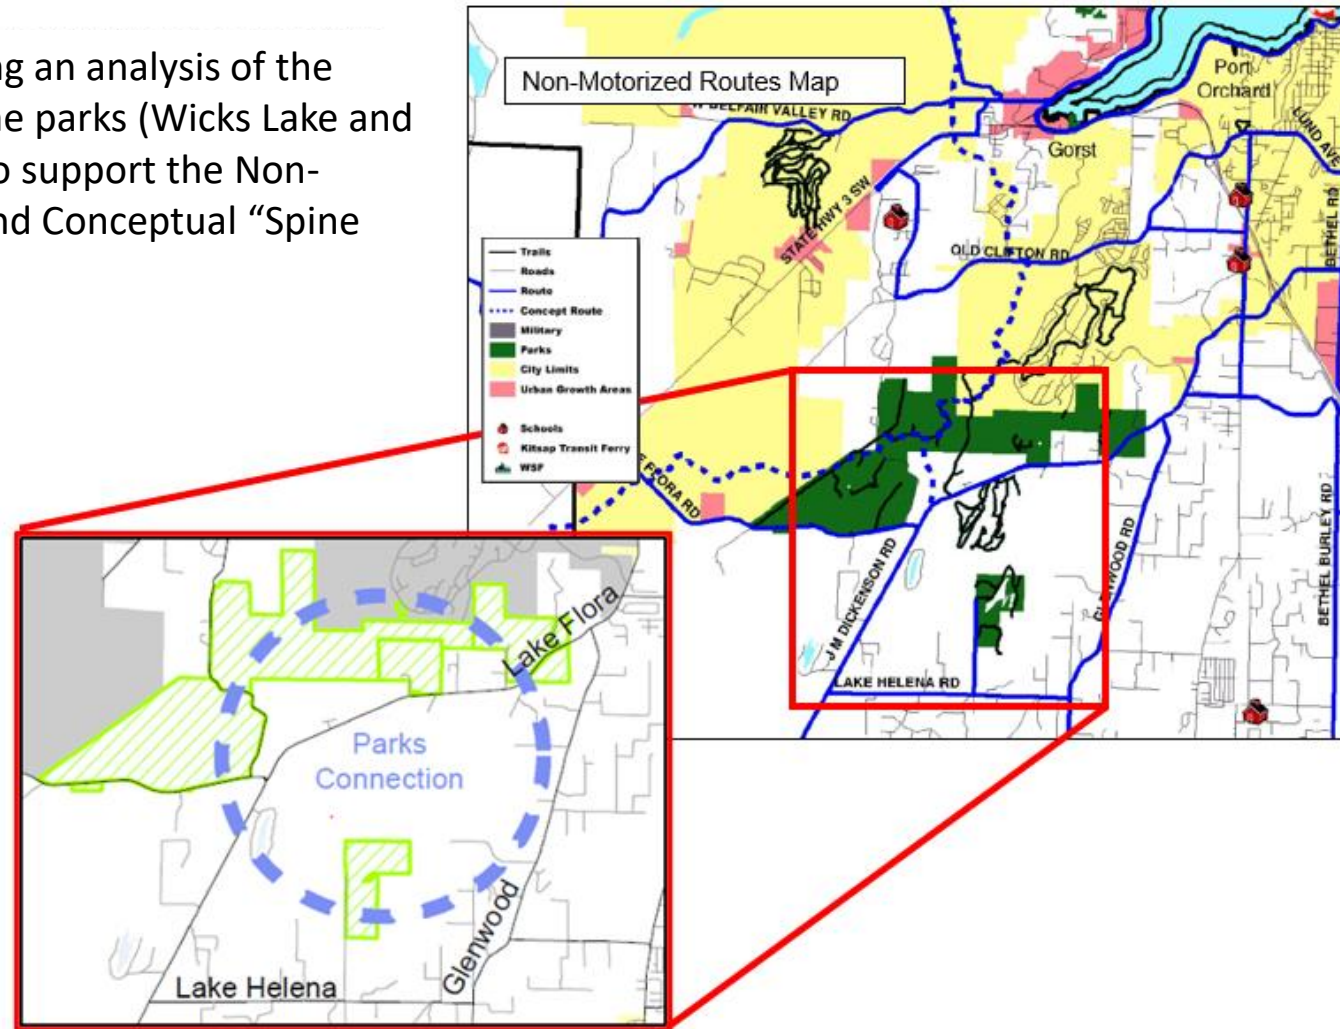 ng an analysis of the
ne parks (Wicks Lake and
o support the Non-
nd Conceptual “Spine
Non-Motorized Routes Map
W BELFAIR VALLEY RD
Port
Orchard
LUND AVE
Gorst
STATE HWY 3 SW
OLD CLIFTON RD
BETHEL RD
Trails
Roads
Route
Concept Route
Military
Parks
City Limits
Urban Growth Areas
Schools
Kitsap Transit Ferry
WSF
E FLORA RD
J M DICKENSON RD
GLENWOOD RD
BETHEL BURLEY RD
LAKE HELENA RD
Lake Flora
Parks
Connection
Glenwood
Lake Helena